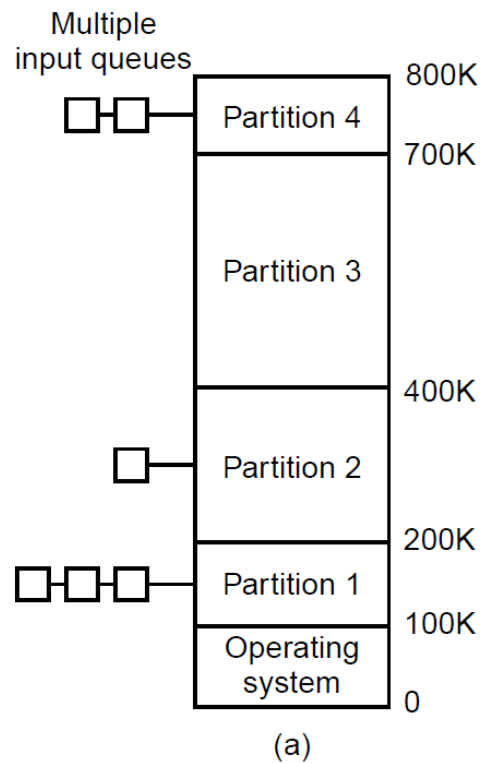 Multiple
input queues
800K
Partition 4
700K
Partition 3
400K
Partition 2
200K
Partition 1
100K
Operating
system
0
(a)